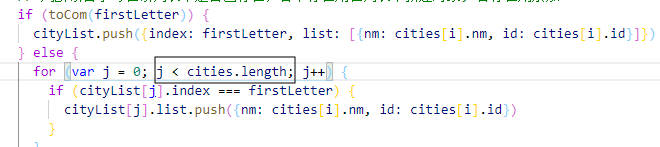 if (toCom(firstLetter)) {
cityList.push({index: firstLetter, list: [{nm: cities[i].nm, id: cities[i].id}]})
} else {
for (var j = 0; j < cities.length; j++) {
if (cityList[j].index === firstLetter) {
cityList[j].list.push({nm: cities[i].nm, id: cities[i].id})
}